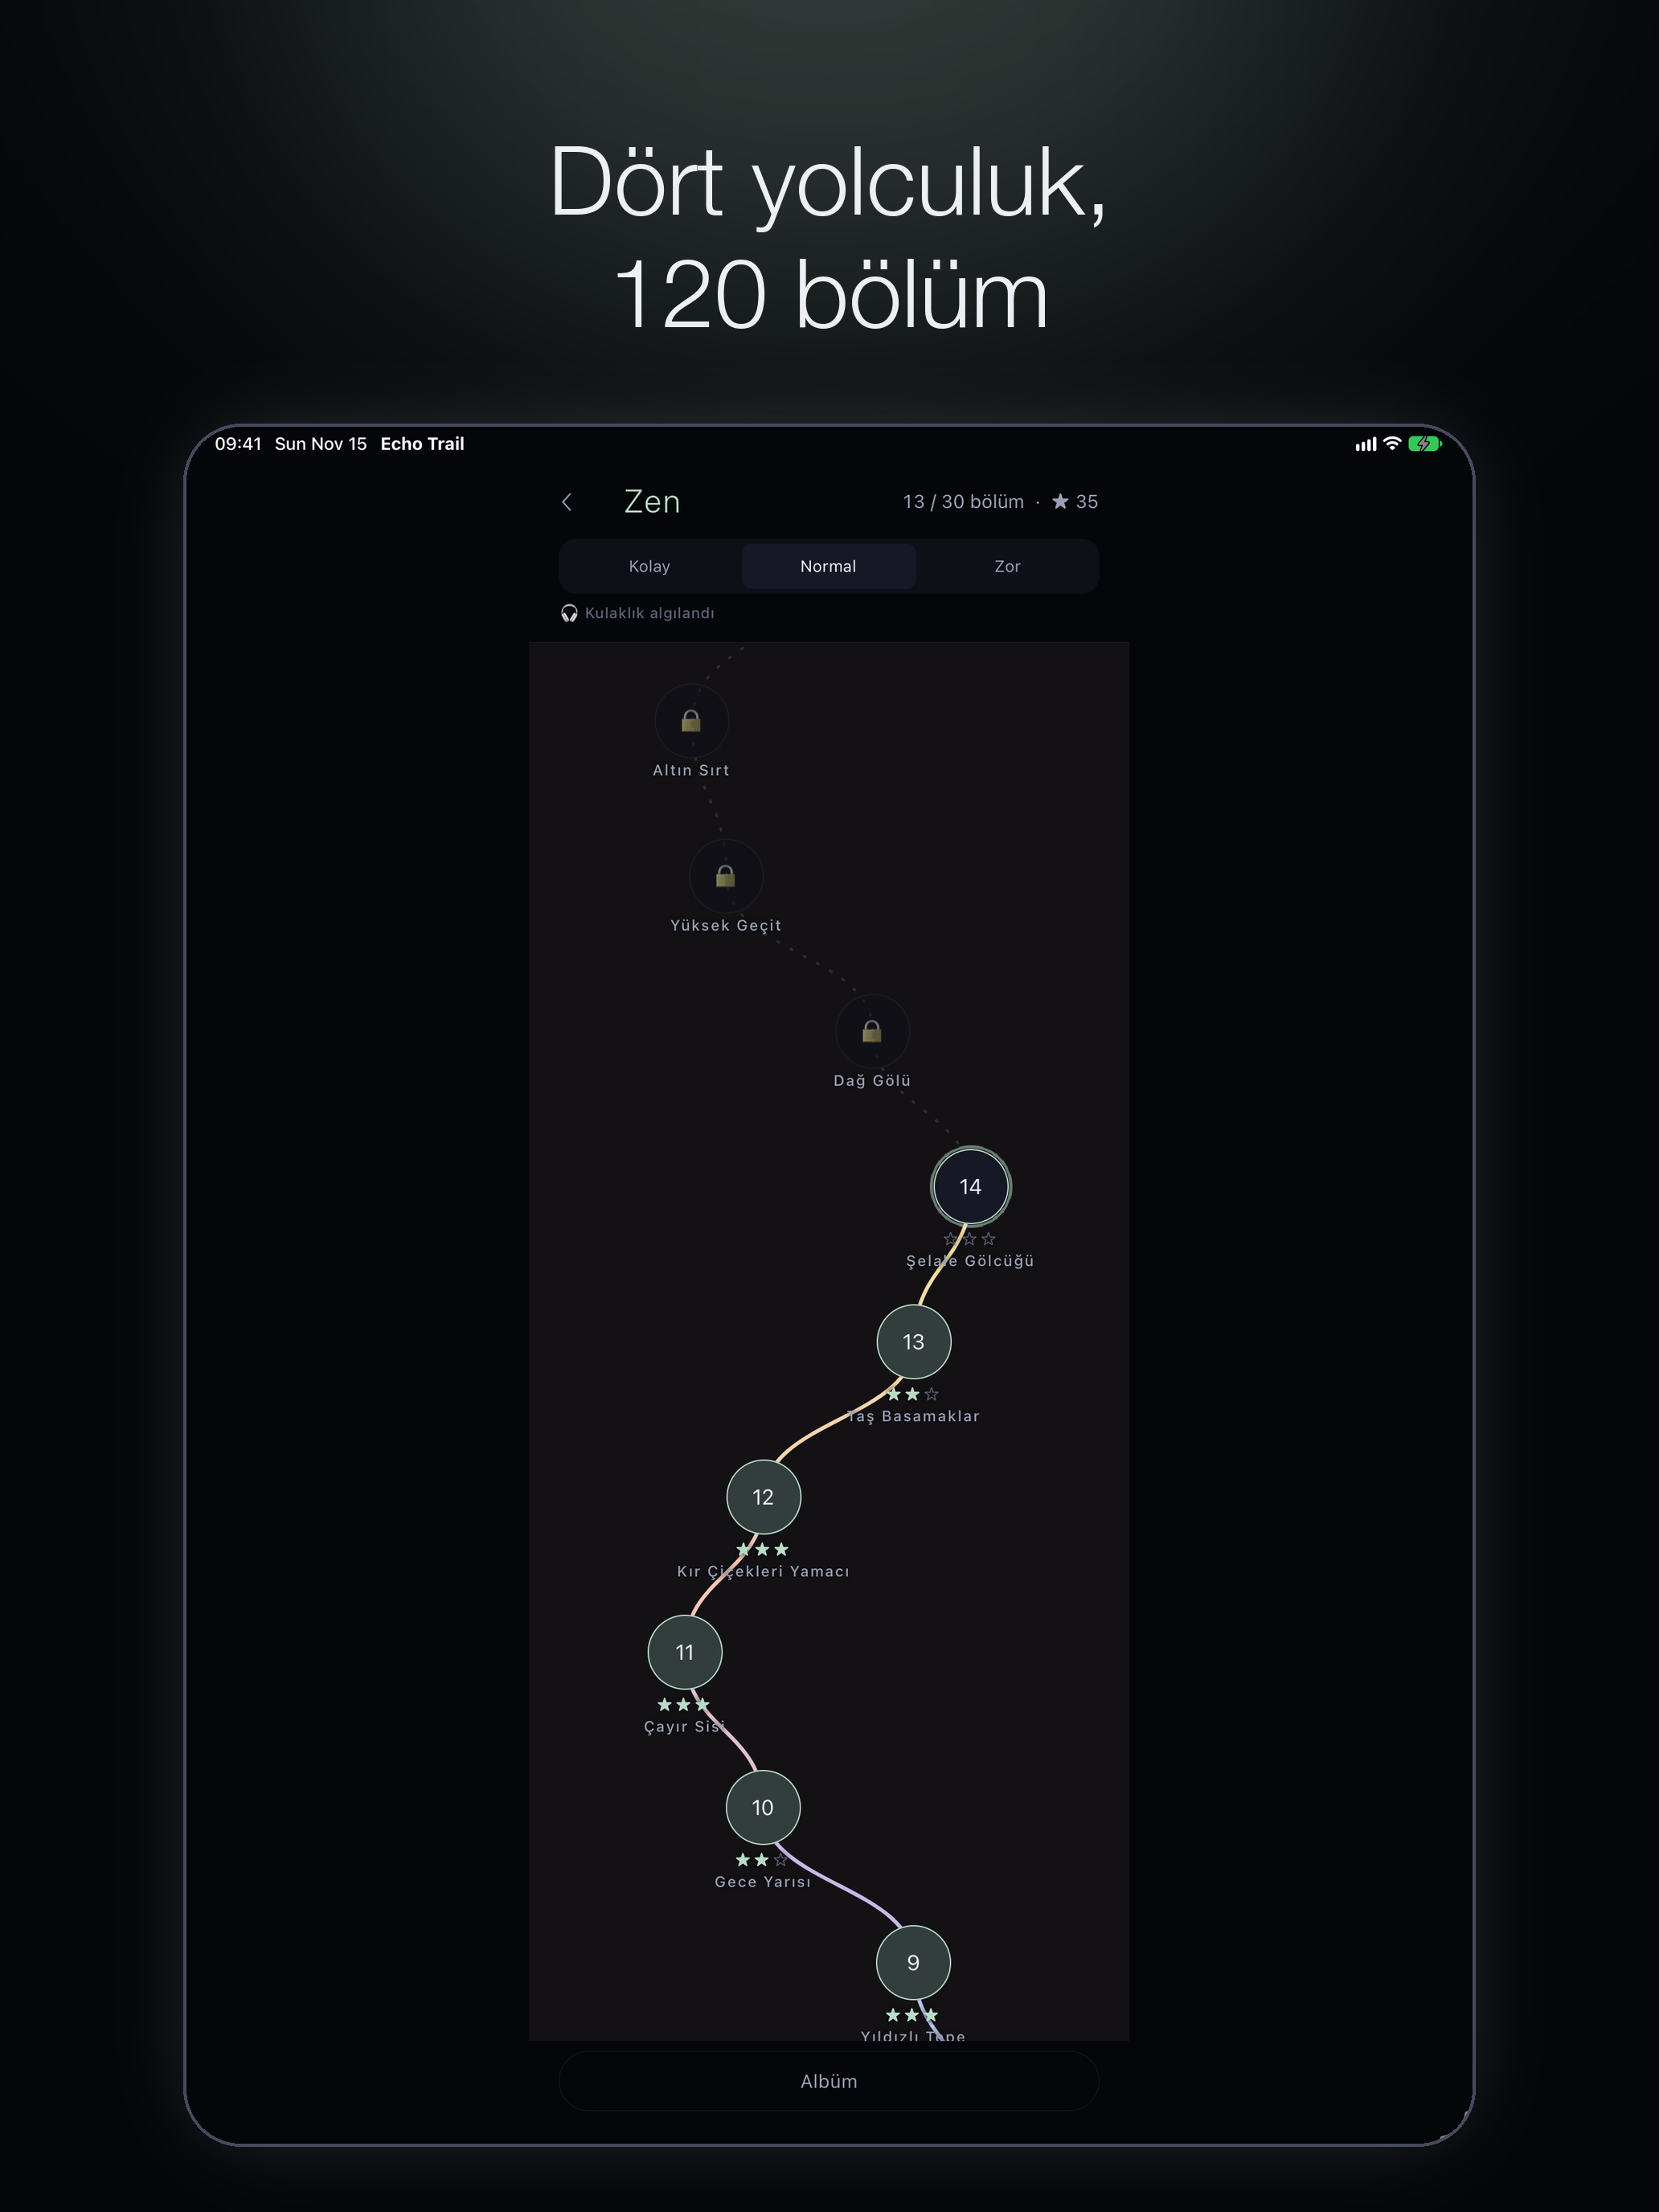 Dört yolculuk,
120 bölüm
09:41 Sun Nov 15 Echo Trail
Zen
13 / 30 bölüm · ★ 35
Kolay
Normal
Zor
Kulaklık algılandı
Altın Sırt
Yüksek Geçit
Dağ Gölü
14
Şelale Gölcüğü
13
Taş Basamaklar
12
Kır Çiçekleri Yamacı
11
Çayır Sisi
10
Gece Yarısı
9
Yıldızlı Tepe
Albüm